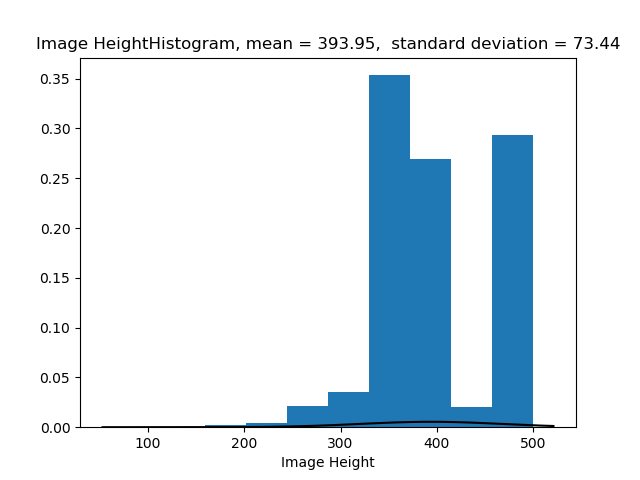 Image HeightHistogram, mean = 393.95,  standard deviation = 73.44
0.35
0.30
0.25
0.20
0.15
0.10
0.05
0.00
100 200 300 400 500
Image Height